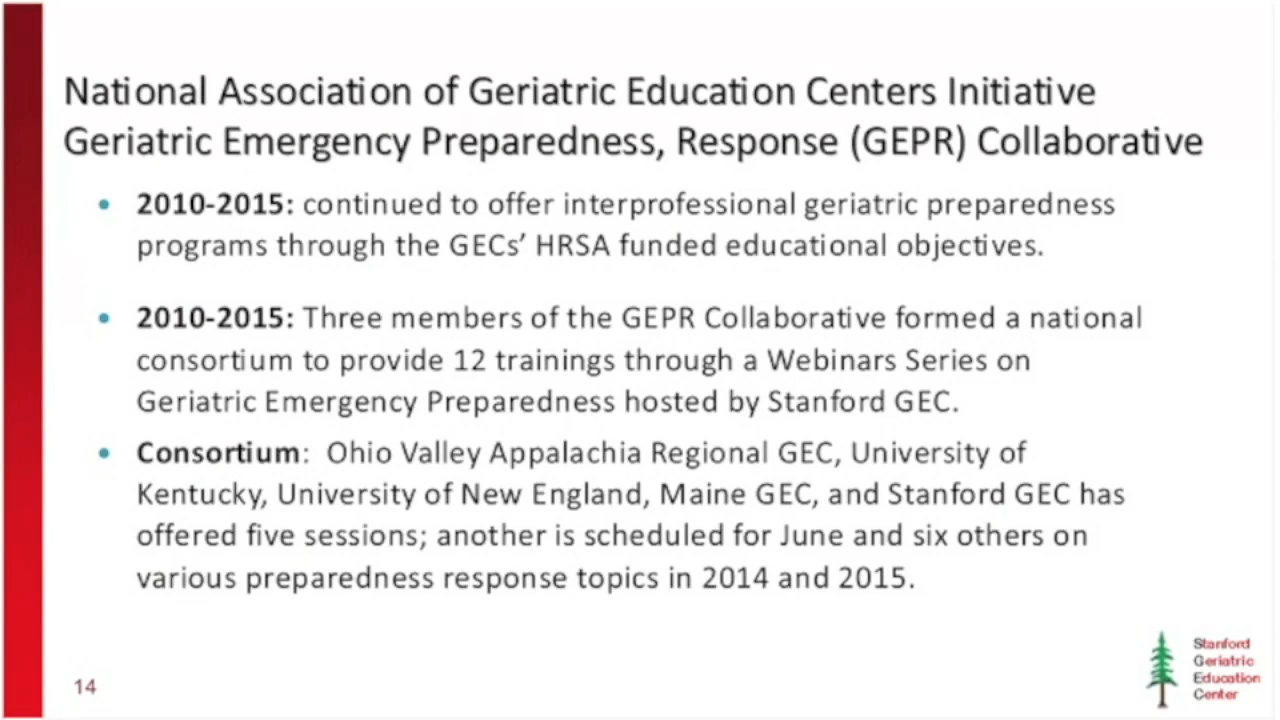 National Association of Geriatric Education Centers Initiative
Geriatric Emergency Preparedness, Response (GEPR) Collaborative
• 2010-2015: continued to offer interprofessional geriatric preparedness
programs through the GECs’ HRSA funded educational objectives.
• 2010-2015: Three members of the GEPR Collaborative formed a national
consortium to provide 12 trainings through a Webinars Series on
Geriatric Emergency Preparedness hosted by Stanford GEC.
• Consortium: Ohio Valley Appalachia Regional GEC, University of
Kentucky, University of New England, Maine GEC, and Stanford GEC has
offered five sessions; another is scheduled for June and six others on
various preparedness response topics in 2014 and 2015.
14
Stanford
Geriatric
Education
Center